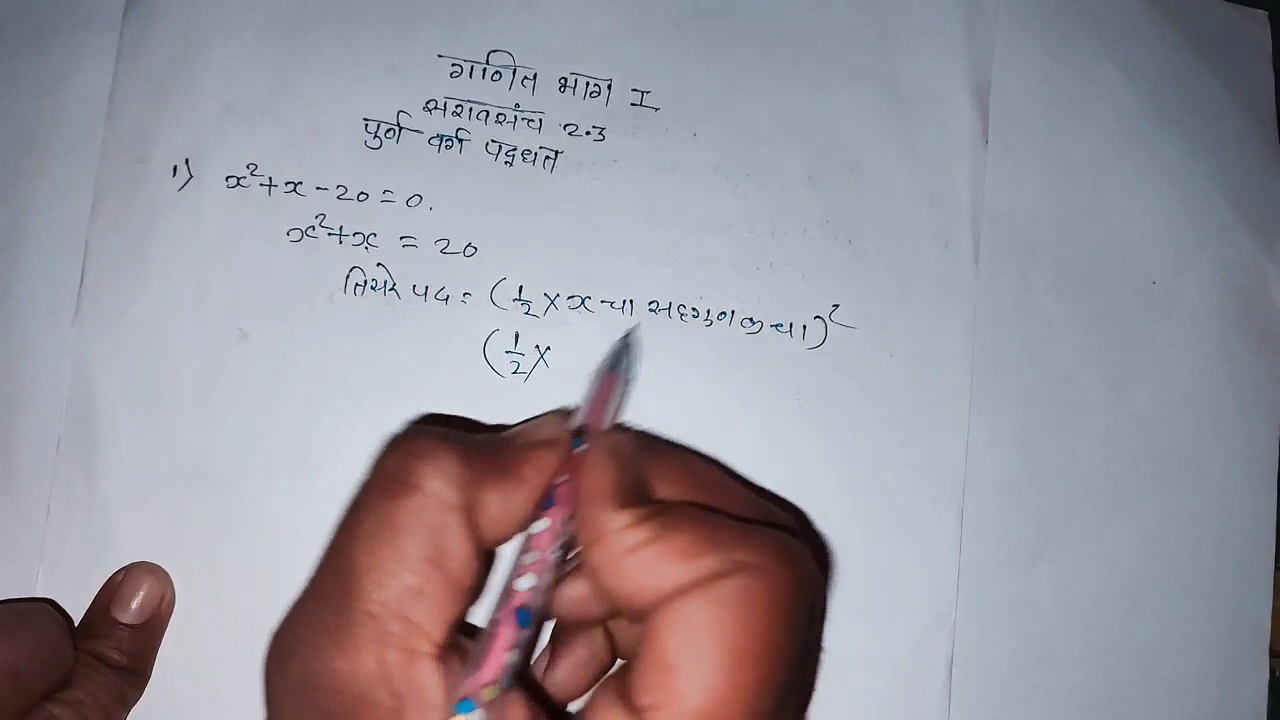 गणित भाग I
सरावसंच 2.3
पुर्ण वर्ग पद्धत
1) x²+x-20=0.
x²+x = 20
तिसरे पद = (1/2 × x च्या सहगुणकाचा)²
(1/2 ×